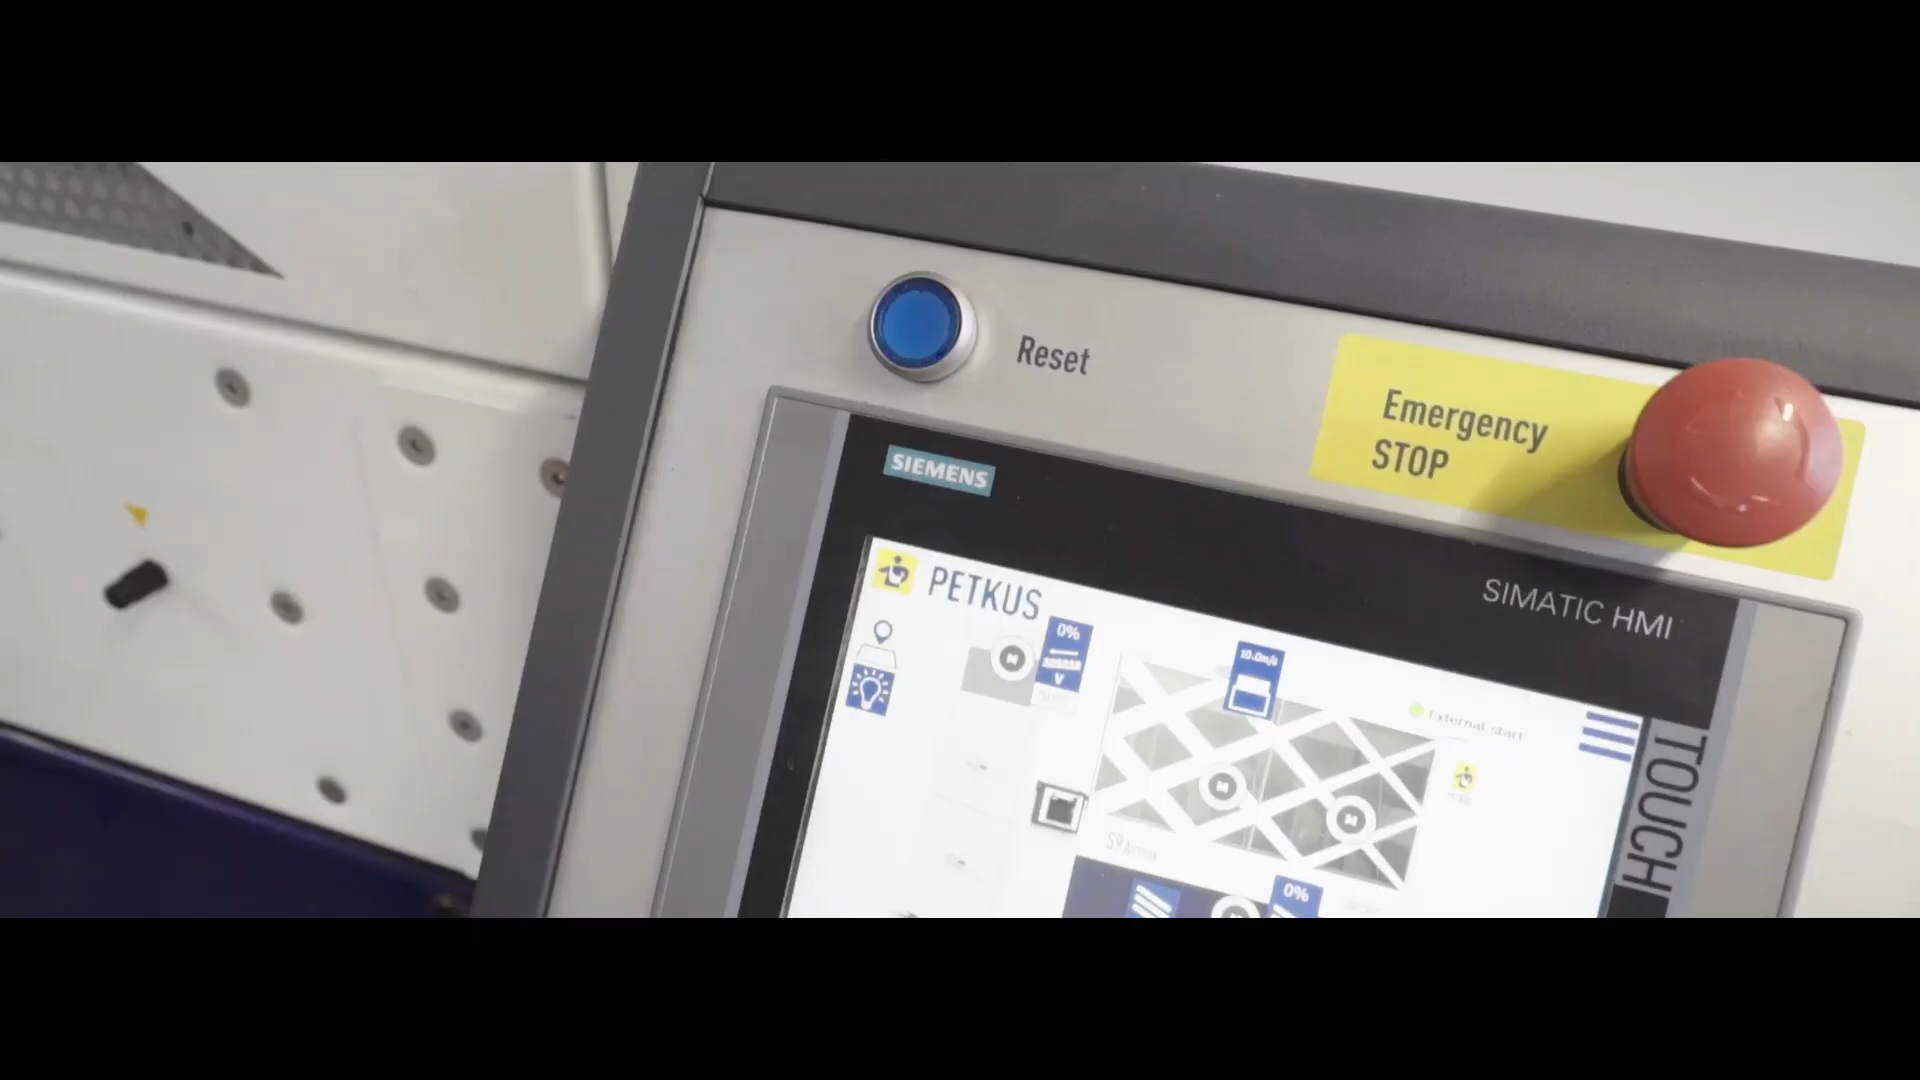 Reset
Emergency
STOP
SIEMENS
SIMATIC HMI
PETKUS
0%
V
10.0m/s
External start
TOUCH
0%